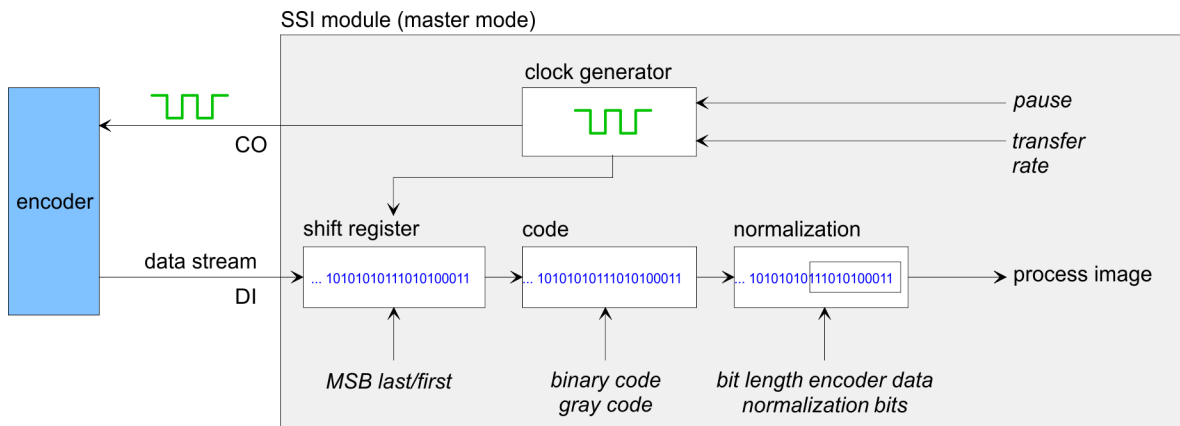 SSI module (master mode)
clock generator
pause
CO
transfer
rate
encoder
shift register
code
normalization
data stream
... 10101010111010100011
... 10101010111010100011
... 10101010111010100011
process image
DI
MSB last/first
binary code
gray code
bit length encoder data
normalization bits